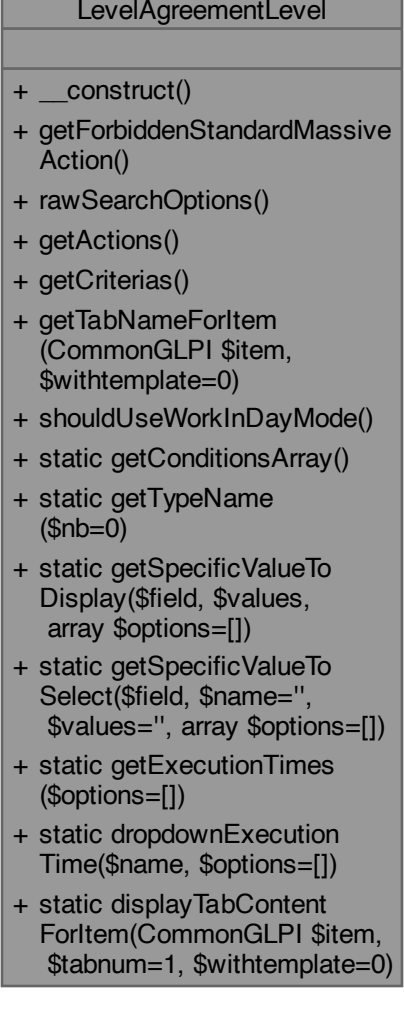 LevelAgreementLevel
+ __construct()
+ getForbiddenStandardMassive
Action()
+ rawSearchOptions()
+ getActions()
+ getCriterias()
+ getTabNameForItem
(CommonGLPI $item,
$withtemplate=0)
+ shouldUseWorkInDayMode()
+ static getConditionsArray()
+ static getTypeName
($nb=0)
+ static getSpecificValueTo
Display($field, $values,
array $options=[])
+ static getSpecificValueTo
Select($field, $name='',
$values='', array $options=[])
+ static getExecutionTimes
($options=[])
+ static dropdownExecution
Time($name, $options=[])
+ static displayTabContent
ForItem(CommonGLPI $item,
$tabnum=1, $withtemplate=0)